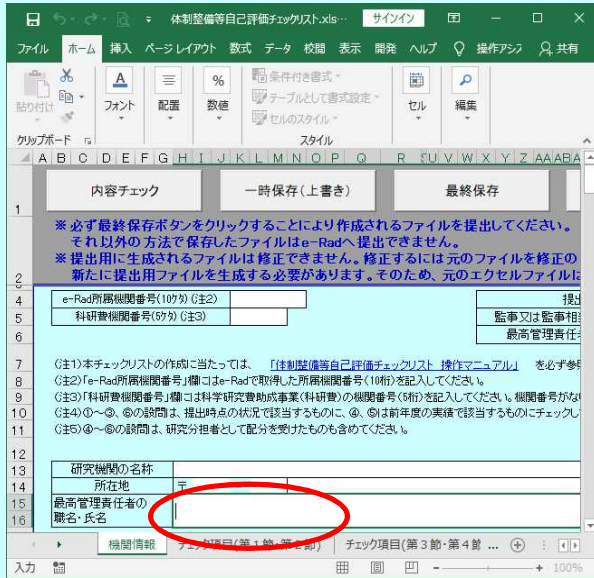 体制整備等自己評価チェックリスト.xls… サインイン
ファイル ホーム 挿入 ページ レイアウト 数式 データ 校閲 表示 開発 ヘルプ 操作アシス 共有
貼り付け フォント 配置 % 数値 条件付き書式 テーブルとして書式設定 セルのスタイル セル 編集
クリップボード スタイル
A B C D E F G H I J K L M N O P Q R V W X Y Z AA AB A
1 内容チェック 一時保存(上書き) 最終保存
※必ず最終保存ボタンをクリックすることにより作成されるファイルを提出してください。
それ以外の方法で保存したファイルはe-Radへ提出できません。
※提出用に生成されるファイルは修正できません。修正するには元のファイルを修正の
2 新たに提出用ファイルを生成する必要があります。そのため、元のエクセルファイルは
4 e-Rad所属機関番号(10ケタ)(注2) 提出
5 科研費機関番号(5ケタ)(注3) 監事又は監事相
6 最高管理責任
7 (注1)本チェックリストの作成に当たっては、 「体制整備等自己評価チェックリスト 操作マニュアル」 を必ず参
8 (注2)「e-Rad所属機関番号」欄にはe-Radで取得した所属機関番号(10桁)を記入してください。
9 (注3)「科研費機関番号」欄には科学研究費助成事業(科研費)の機関番号(5桁)を記入してください。機関番号がな
10 (注4)①~③、⑥の設問は、提出時点の状況で該当するものに、④、⑤は前年度の実績で該当するものにチェックし
11 (注5)④~⑥の設問は、研究分担者として配分を受けたものも含めてください。
12
13 研究機関の名称
14 所在地 〒
15 最高管理責任者の
16 職名・氏名
機関情報 チェック項目(第1節・第2節) チェック項目(第3節・第4節 ...
入力 100%